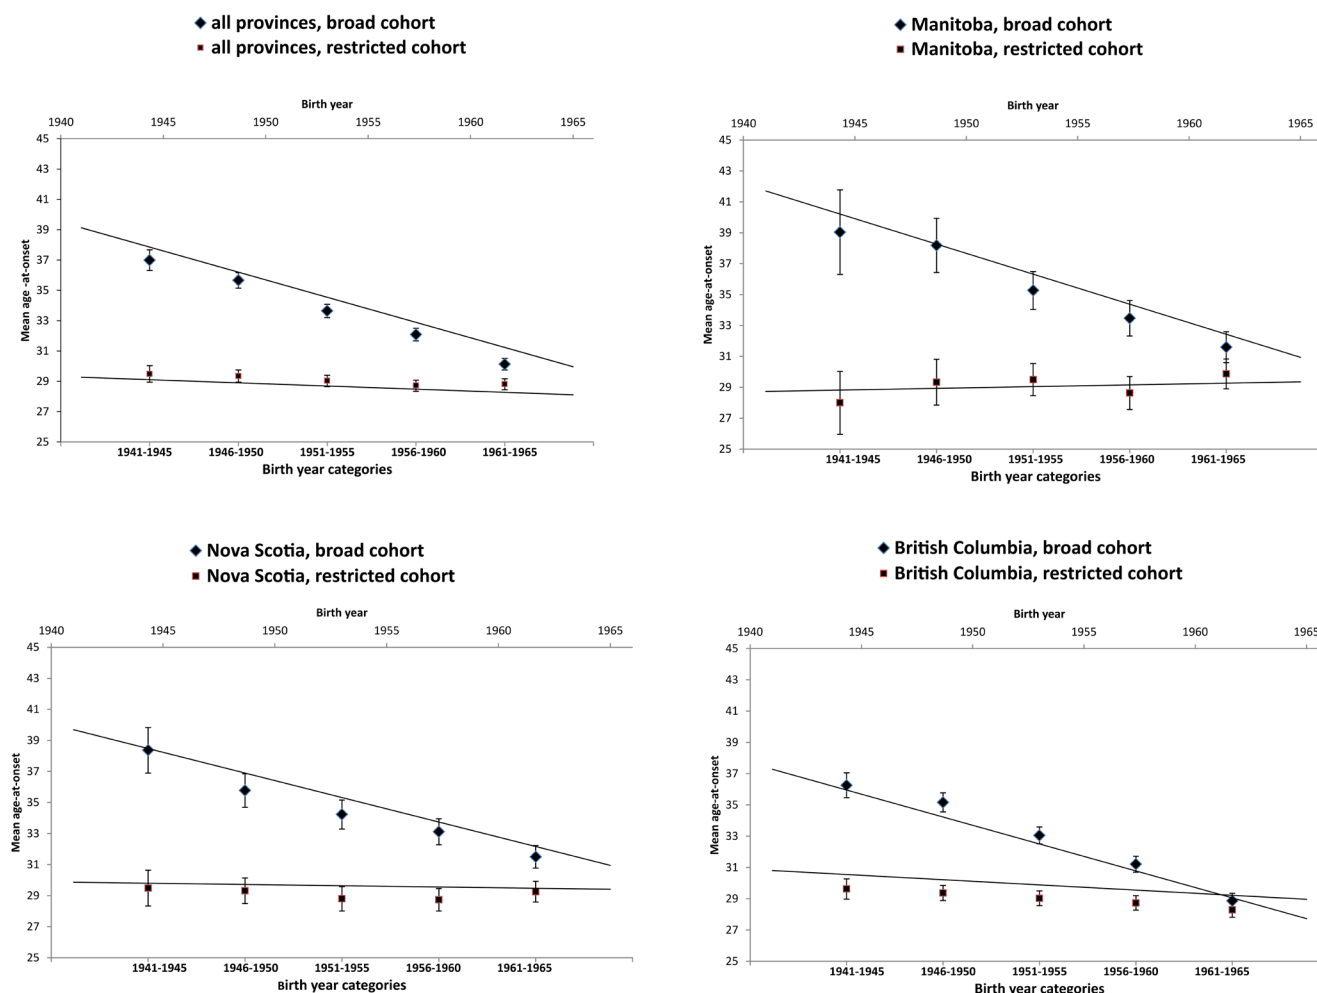 all provinces, broad cohort
all provinces, restricted cohort
Birth year
1940 1945 1950 1955 1960 1965
45
43
41
39
37
35
33
31
29
27
25
Mean age -at-onset
1941-1945 1946-1950 1951-1955 1956-1960 1961-1965
Birth year categories
Manitoba, broad cohort
Manitoba, restricted cohort
Birth year
1940 1945 1950 1955 1960 1965
45
43
41
39
37
35
33
31
29
27
25
Mean age-at-onset
1941-1945 1946-1950 1951-1955 1956-1960 1961-1965
Birth year categories
Nova Scotia, broad cohort
Nova Scotia, restricted cohort
Birth year
1940 1945 1950 1955 1960 1965
45
43
41
39
37
35
33
31
29
27
25
Mean age-at-onset
1941-1945 1946-1950 1951-1955 1956-1960 1961-1965
Birth year categories
British Columbia, broad cohort
British Columbia, restricted cohort
Birth year
1940 1945 1950 1955 1960 1965
45
43
41
39
37
35
33
31
29
27
25
Mean age-at-onset
1941-1945 1946-1950 1951-1955 1956-1960 1961-1965
Birth year categories